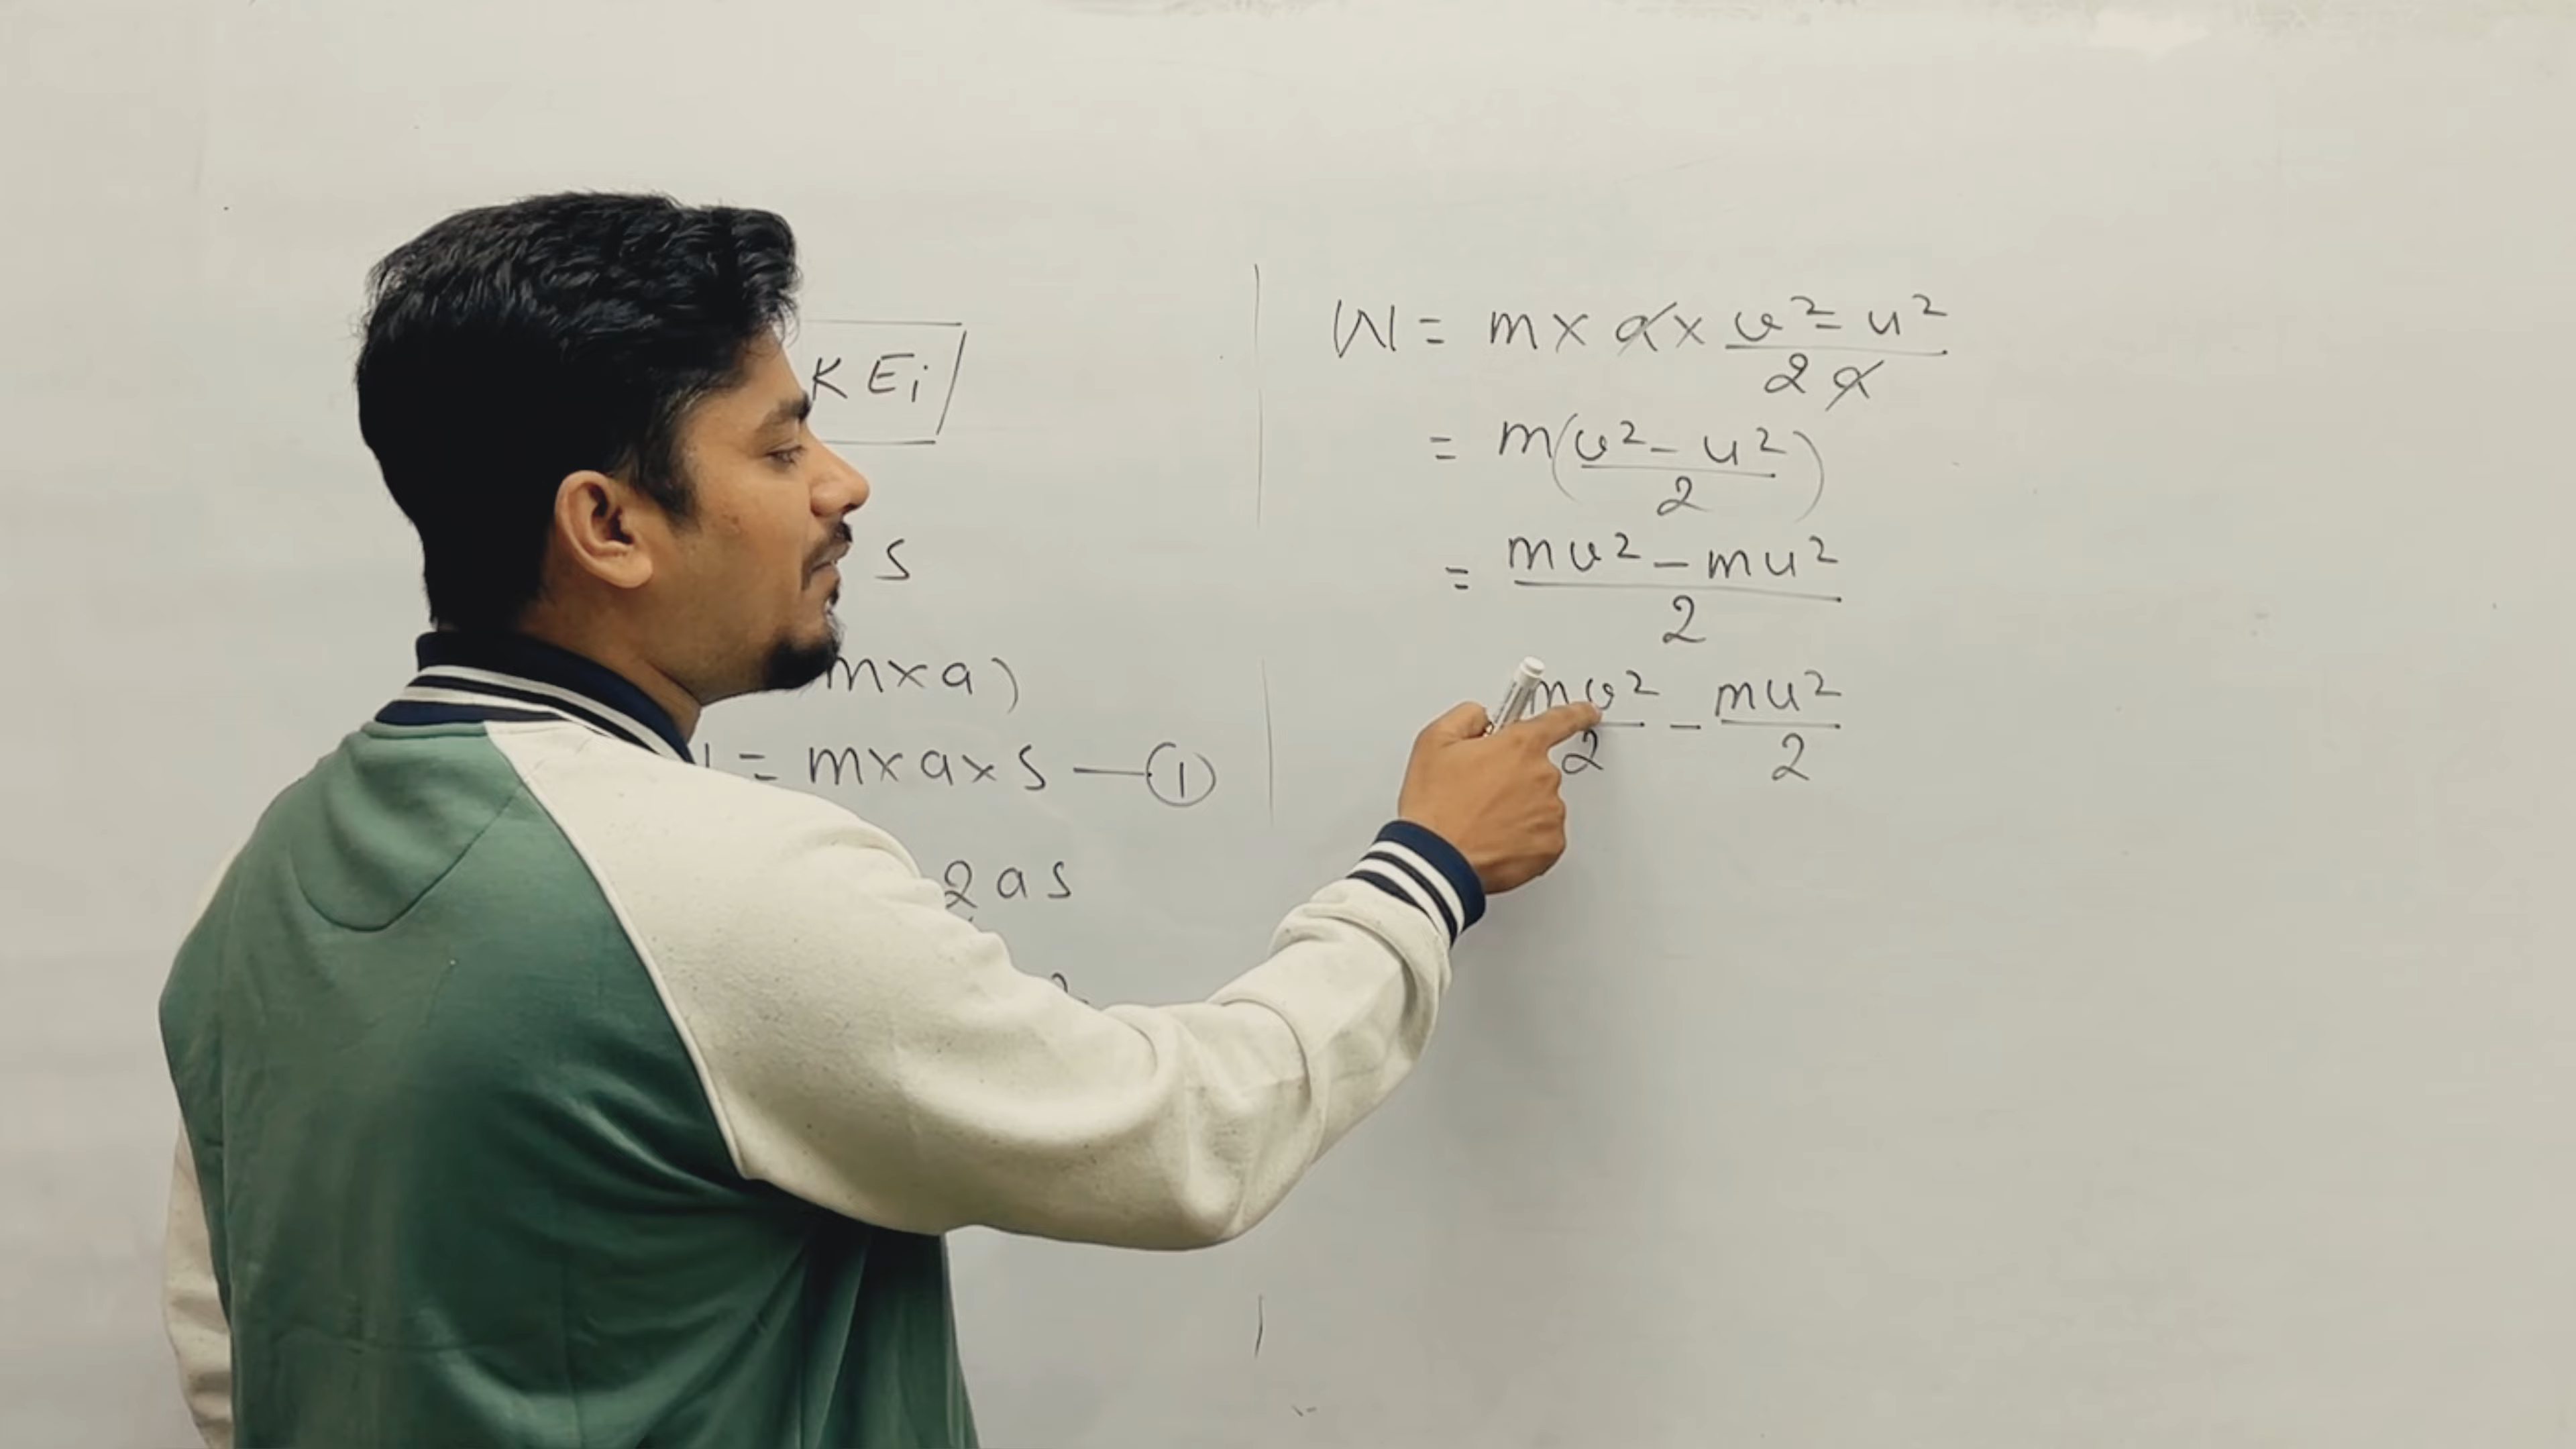 KEi
s
m×a)
= m×a×s — ①
2as
W = m× a× v² - u² / 2a
= m(v² - u² / 2)
= mv² - mu² / 2
mv² / 2 - mu² / 2